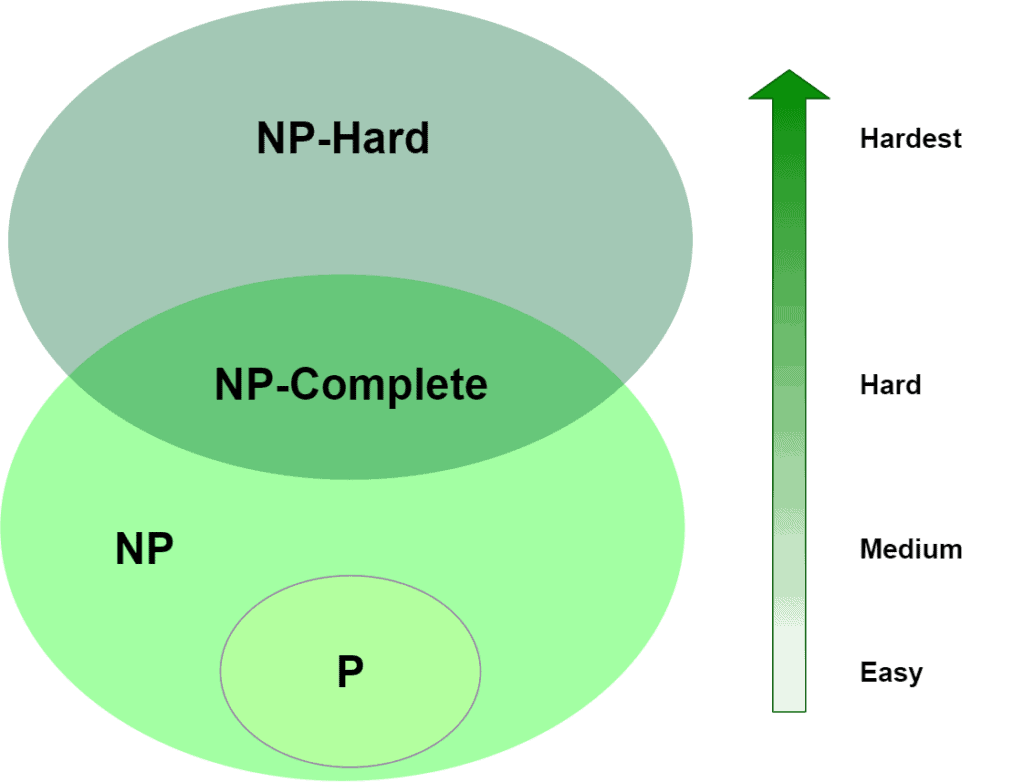 NP-Hard
Hardest
NP-Complete
Hard
NP
Medium
P
Easy